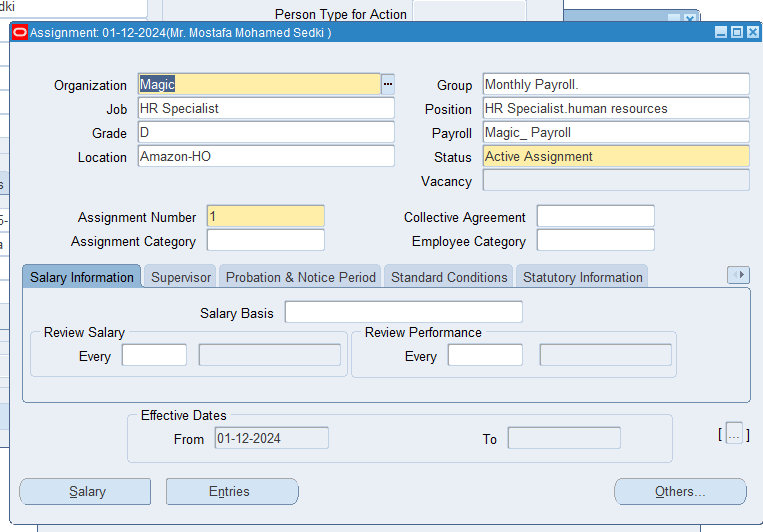 dki
Person Type for Action
Assignment: 01-12-2024(Mr. Mostafa Mohamed Sedki )
Organization Magic ... Group Monthly Payroll.
Job HR Specialist Position HR Specialist.human resources
Grade D Payroll Magic_ Payroll
Location Amazon-HO Status Active Assignment
Vacancy
s
Assignment Number 1 Collective Agreement
5-
Assignment Category Employee Category
a
Salary Information Supervisor Probation & Notice Period Standard Conditions Statutory Information
Salary Basis
Review Salary Review Performance
Every Every
Effective Dates
From 01-12-2024 To [ ... ]
Salary Entries Others...